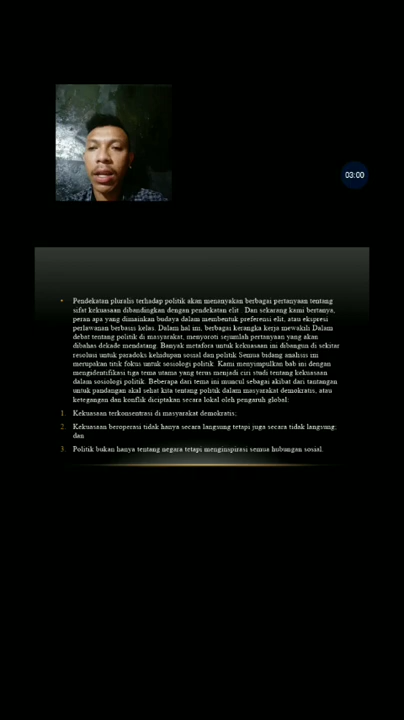 03:00
Pendekatan pluralis terhadap politik akan menanyakan berbagai pertanyaan tentang
sifat kekuasaan dibandingkan dengan pendekatan elit. Dan sekarang kami bertanya,
peran apa yang dimainkan budaya dalam membentuk preferensi elit, atau ekspresi
perlawanan berbasis kelas. Dalam hal ini, berbagai kerangka kerja mewakili Dalam
debat tentang politik di masyarakat, menyoroti sejumlah pertanyaan yang akan
dibahas dekade mendatang. Banyak metafora untuk kekuasaan ini dibangun di sekitar
resolusi untuk paradoks kehidupan sosial dan politik Semua bidang analisis ini
merupakan titik fokus untuk sosiologi politik. Kami menyimpulkan bab ini dengan
mengidentifikasi tiga tema utama yang terus menjadi ciri studi tentang kekuasaan
dalam sosiologi politik. Beberapa dari tema ini muncul sebagai akibat dari tantangan
untuk pandangan akal sehat kita tentang politik dalam masyarakat demokratis, atau
ketegangan dan konflik diciptakan secara lokal oleh pengaruh global:
1. Kekuasaan terkonsentrasi di masyarakat demokratis;
2. Kekuasaan beroperasi tidak hanya secara langsung tetapi juga secara tidak langsung;
dan
3. Politik bukan hanya tentang negara tetapi menginspirasi semua hubungan sosial.